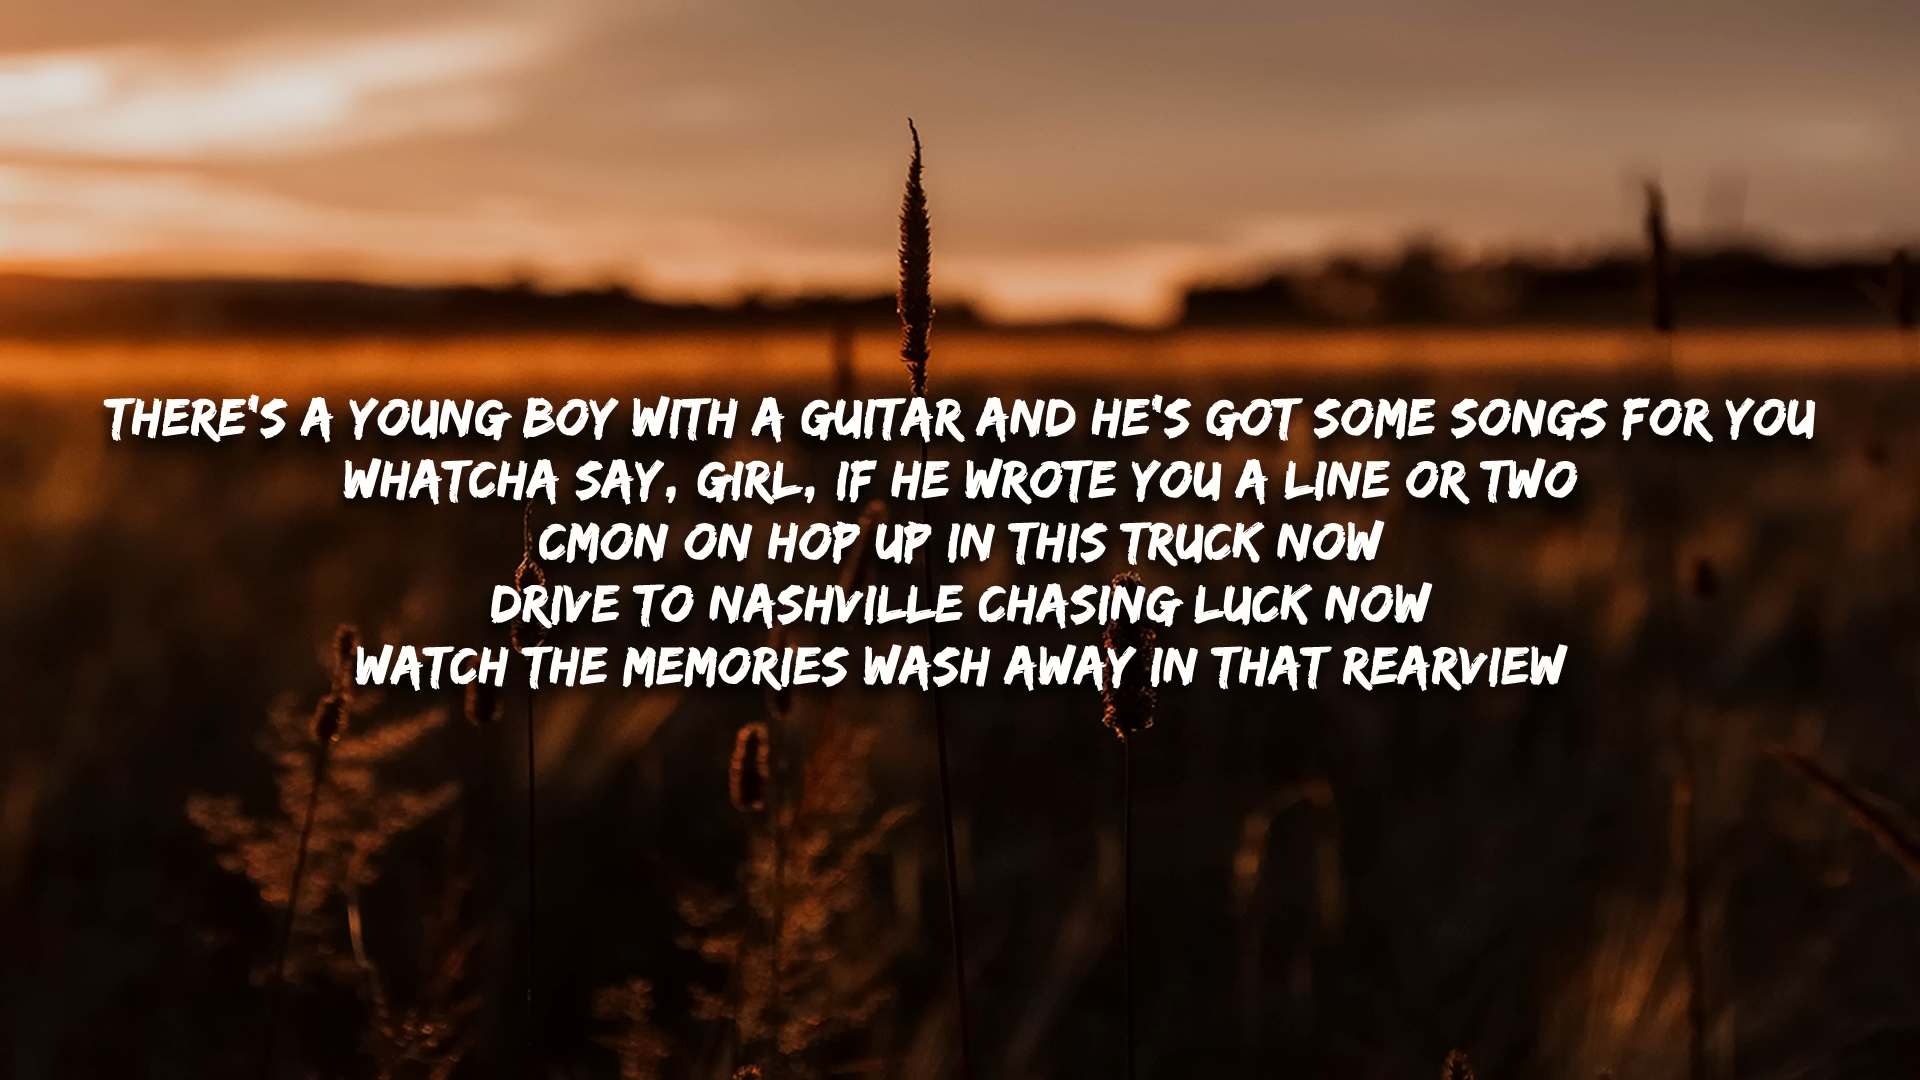 THERE'S A YOUNG BOY WITH A GUITAR AND HE'S GOT SOME SONGS FOR YOU
WHATCHA SAY, GIRL, IF HE WROTE YOU A LINE OR TWO
CMON ON HOP UP IN THIS TRUCK NOW
DRIVE TO NASHVILLE CHASING LUCK NOW
WATCH THE MEMORIES WASH AWAY IN THAT REARVIEW